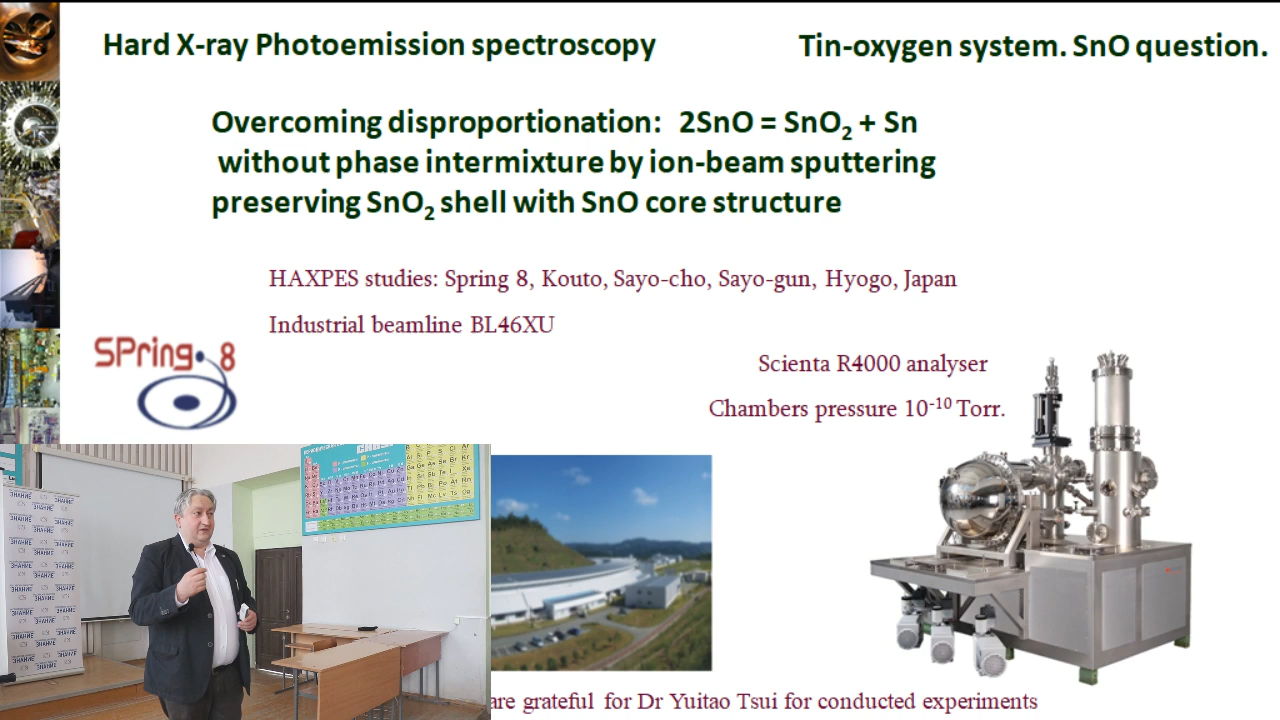 Hard X-ray Photoemission spectroscopy
Tin-oxygen system. SnO question.
Overcoming disproportionation: 2SnO = SnO₂ + Sn
without phase intermixture by ion-beam sputtering
preserving SnO₂ shell with SnO core structure
HAXPES studies: Spring 8, Kouto, Sayo-cho, Sayo-gun, Hyogo, Japan
Industrial beamline BL46XU
SPring. 8
Scienta R4000 analyser
Chambers pressure 10⁻¹⁰ Torr.
ЗНАНИЕ
are grateful for Dr Yuitao Tsui for conducted experiments